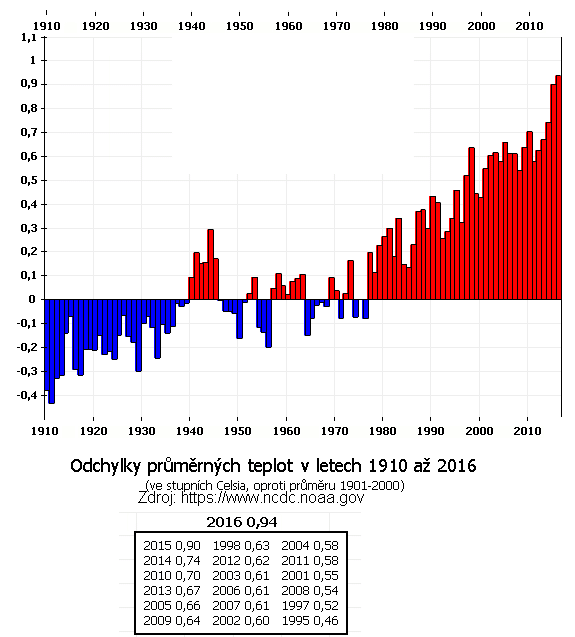 1910 1920 1930 1940 1950 1960 1970 1980 1990 2000 2010
1,1
1
0,9
0,8
0,7
0,6
0,5
0,4
0,3
0,2
0,1
0
-0,1
-0,2
-0,3
-0,4
1910 1920 1930 1940 1950 1960 1970 1980 1990 2000 2010
Odchylky průměrných teplot v letech 1910 až 2016
(ve stupních Celsia, oproti průměru 1901-2000)
Zdroj: https://www.ncdc.noaa.gov
2016 0,94
2015 0,90 1998 0,63 2004 0,58
2014 0,74 2012 0,62 2011 0,58
2010 0,70 2003 0,61 2001 0,55
2013 0,67 2006 0,61 2008 0,54
2005 0,66 2007 0,61 1997 0,52
2009 0,64 2002 0,60 1995 0,46